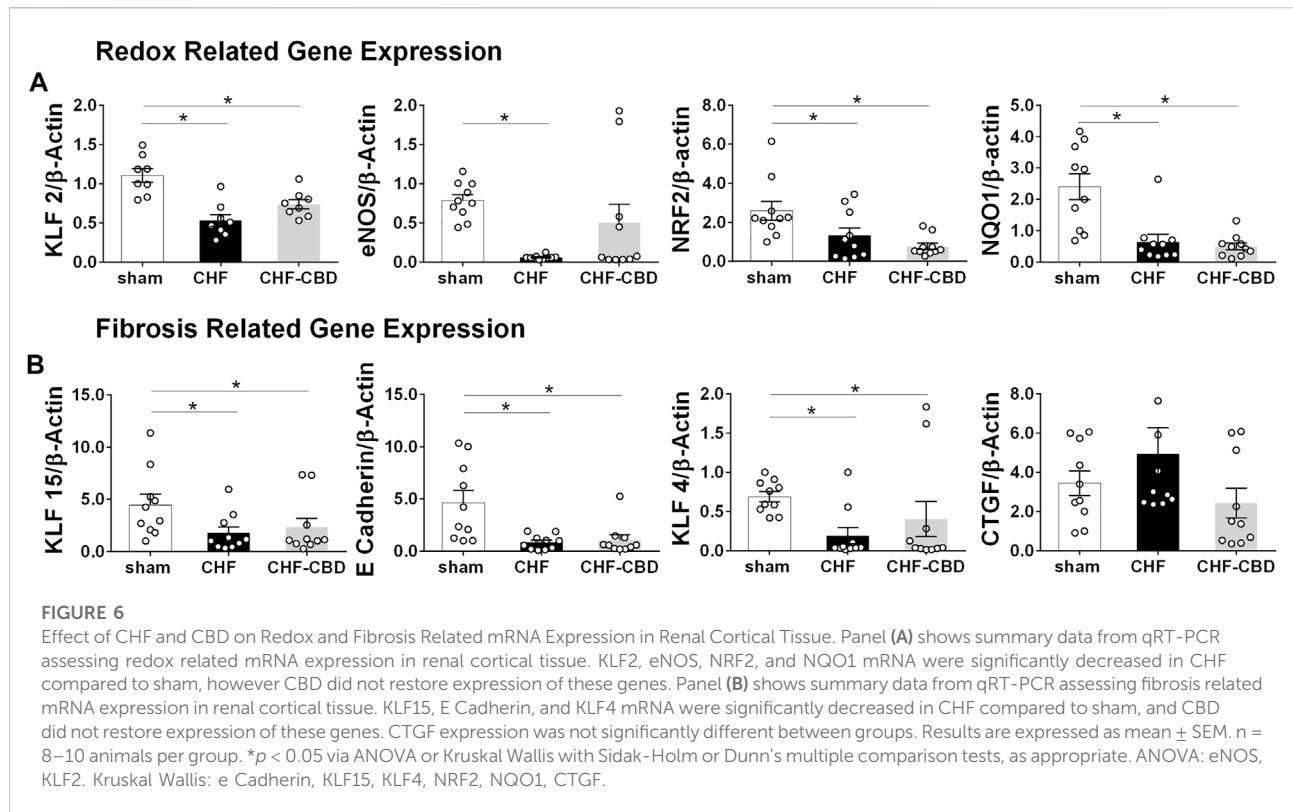 Redox Related Gene Expression
A
KLF 2/β-Actin
2.0
1.5
1.0
0.5
0.0
*
*
sham CHF CHF-CBD
eNOS/β-Actin
2.0
1.5
1.0
0.5
0.0
*
sham CHF CHF-CBD
NRF2/β-actin
8.0
6.0
4.0
2.0
0.0
*
*
sham CHF CHF-CBD
NQO1/β-actin
5.0
4.0
3.0
2.0
1.0
0.0
*
*
sham CHF CHF-CBD
Fibrosis Related Gene Expression
B
KLF 15/β-Actin
15.0
10.0
5.0
0.0
*
*
sham CHF CHF-CBD
E Cadherin/β-Actin
15.0
10.0
5.0
0.0
*
*
sham CHF CHF-CBD
KLF 4/β-Actin
2.0
1.5
1.0
0.5
0.0
*
*
sham CHF CHF-CBD
CTGF/β-Actin
8.0
6.0
4.0
2.0
0.0
sham CHF CHF-CBD
FIGURE 6
Effect of CHF and CBD on Redox and Fibrosis Related mRNA Expression in Renal Cortical Tissue. Panel (A) shows summary data from qRT-PCR
assessing redox related mRNA expression in renal cortical tissue. KLF2, eNOS, NRF2, and NQO1 mRNA were significantly decreased in CHF
compared to sham, however CBD did not restore expression of these genes. Panel (B) shows summary data from qRT-PCR assessing fibrosis related
mRNA expression in renal cortical tissue. KLF15, E Cadherin, and KLF4 mRNA were significantly decreased in CHF compared to sham, and CBD
did not restore expression of these genes. CTGF expression was not significantly different between groups. Results are expressed as mean ± SEM. n =
8–10 animals per group. *p < 0.05 via ANOVA or Kruskal Wallis with Sidak-Holm or Dunn's multiple comparison tests, as appropriate. ANOVA: eNOS,
KLF2. Kruskal Wallis: e Cadherin, KLF15, KLF4, NRF2, NQO1, CTGF.